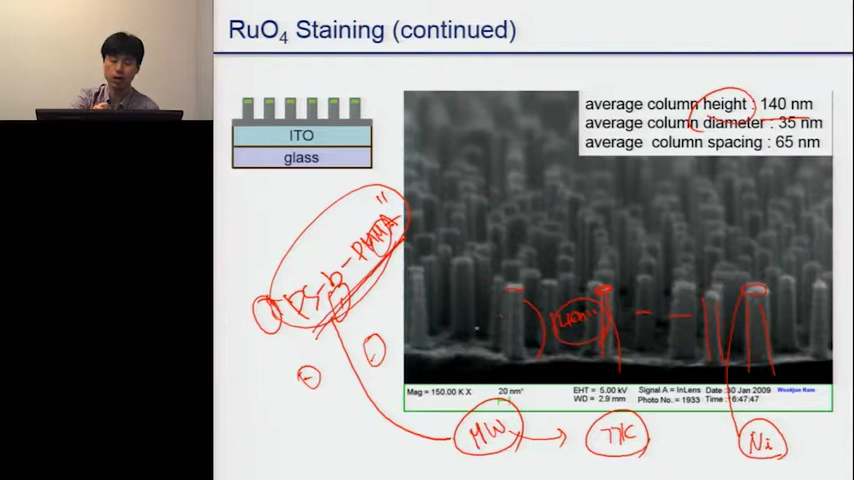 RuO4 Staining (continued)
average column height : 140 nm
average column diameter : 35 nm
average column spacing : 65 nm
ITO
glass
PS-b-PMMA"
Mag = 150.00 K X
20 nm*
EHT = 5.00 kV
WD = 2.9 mm
Signal A = InLens
Photo No. = 1933
Date :30 Jan 2009
Time :16:47:47
Wookjue Nam
MW
Ni